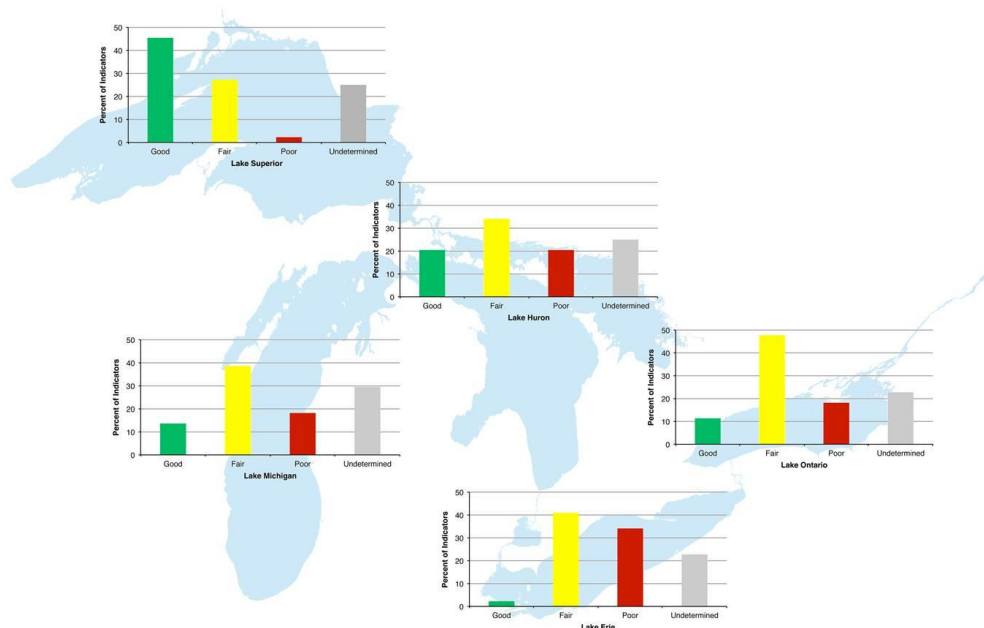 Percent of Indicators
50
40
30
20
10
0
Good Fair Poor Undetermined
Lake Superior
Percent of Indicators
50
40
30
20
10
0
Good Fair Poor Undetermined
Lake Huron
Percent of Indicators
50
40
30
20
10
0
Good Fair Poor Undetermined
Lake Michigan
Percent of Indicators
50
40
30
20
10
0
Good Fair Poor Undetermined
Lake Ontario
Percent of Indicators
50
40
30
20
10
0
Good Fair Poor Undetermined
Lake Erie